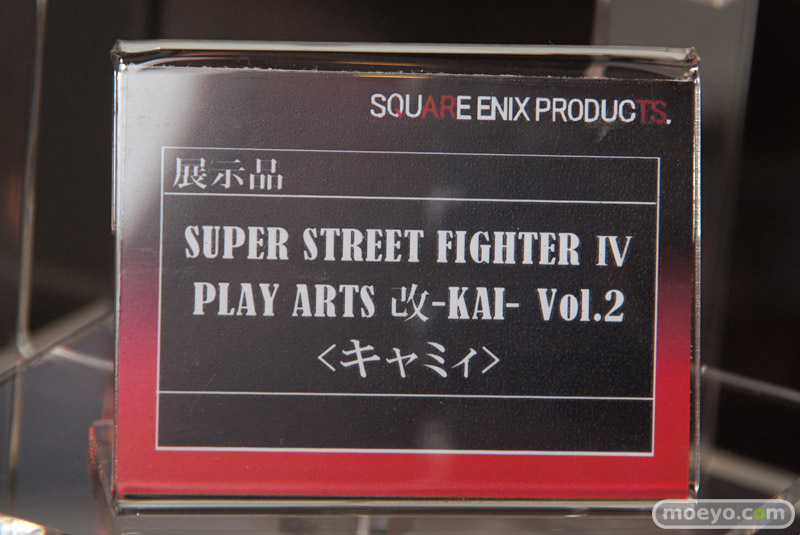 SQUARE ENIX PRODUCTS.
展示品
SUPER STREET FIGHTER Ⅳ
PLAY ARTS 改-KAI- Vol.2
<キャミィ>
moeyo.com